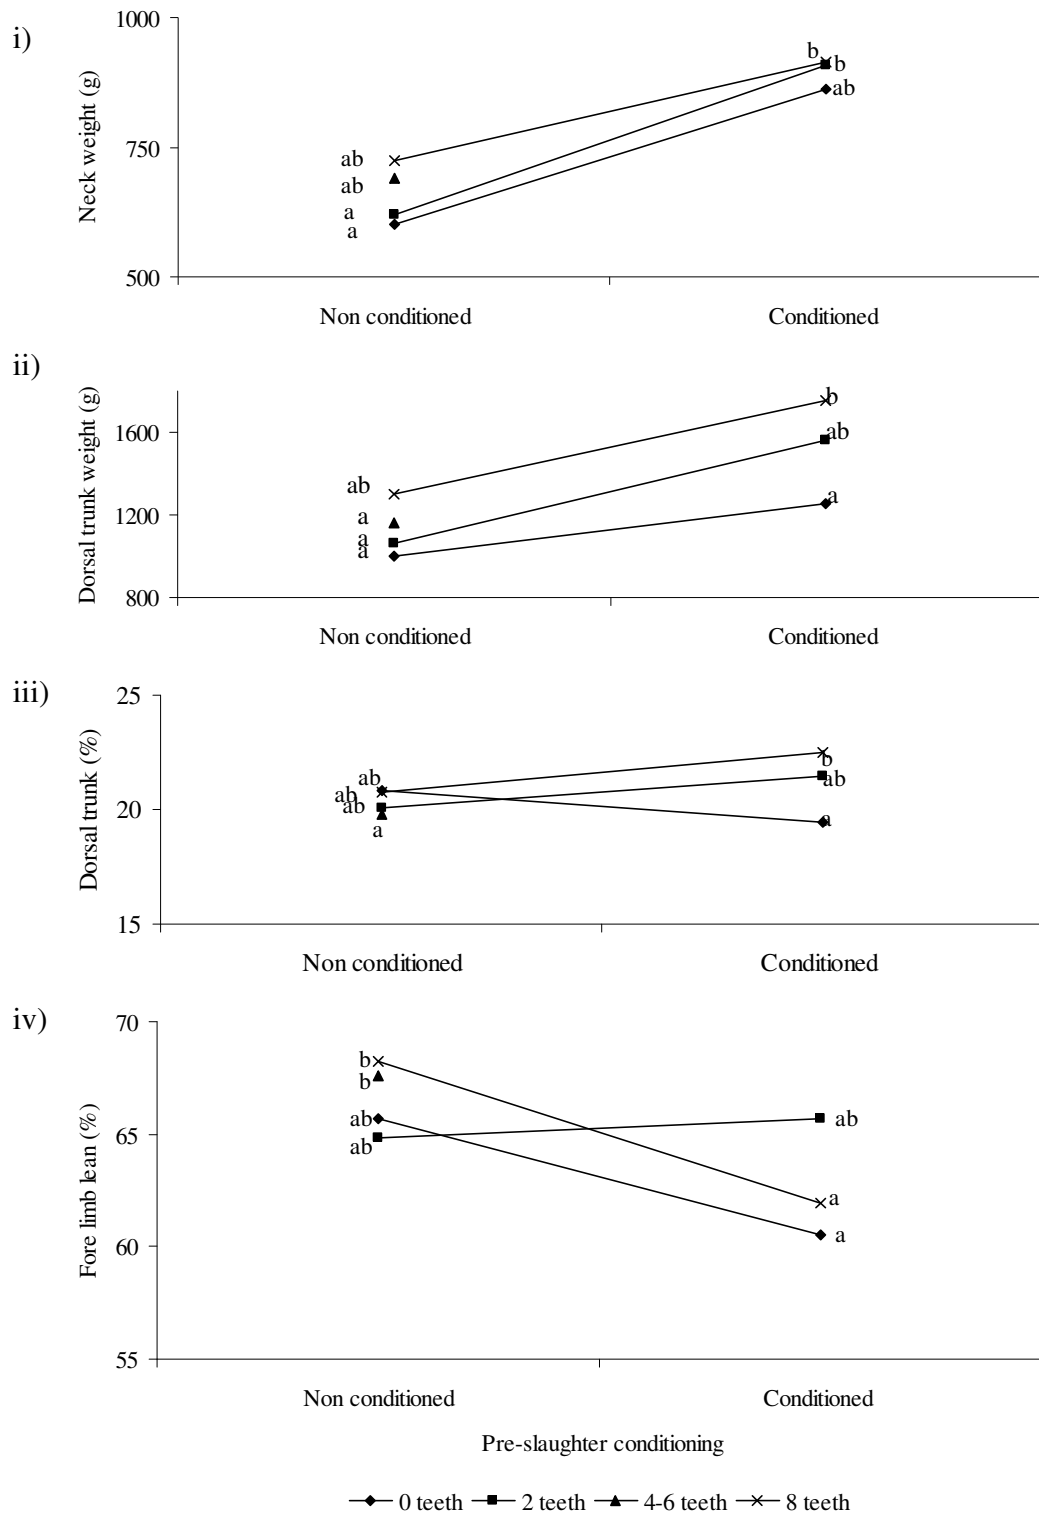 i)
Neck weight (g)
1000
750
500
b
b
ab
ab
ab
a
a
Non conditioned Conditioned
ii)
Dorsal trunk weight (g)
1600
1200
800
b
ab
ab
a
a
a
a
Non conditioned Conditioned
iii)
Dorsal trunk (%)
25
20
15
b
ab
ab
ab
ab
a
a
Non conditioned Conditioned
iv)
Fore limb lean (%)
70
65
60
55
b
b
ab
ab
ab
a
a
Non conditioned Conditioned
Pre-slaughter conditioning
0 teeth 2 teeth 4-6 teeth 8 teeth